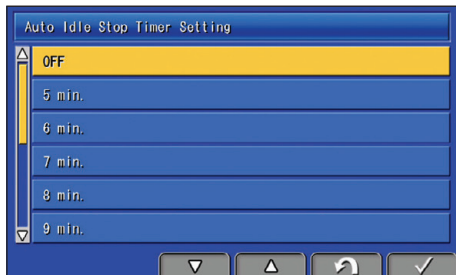 Auto Idle Stop Timer Setting
OFF
5 min.
6 min.
7 min.
8 min.
9 min.